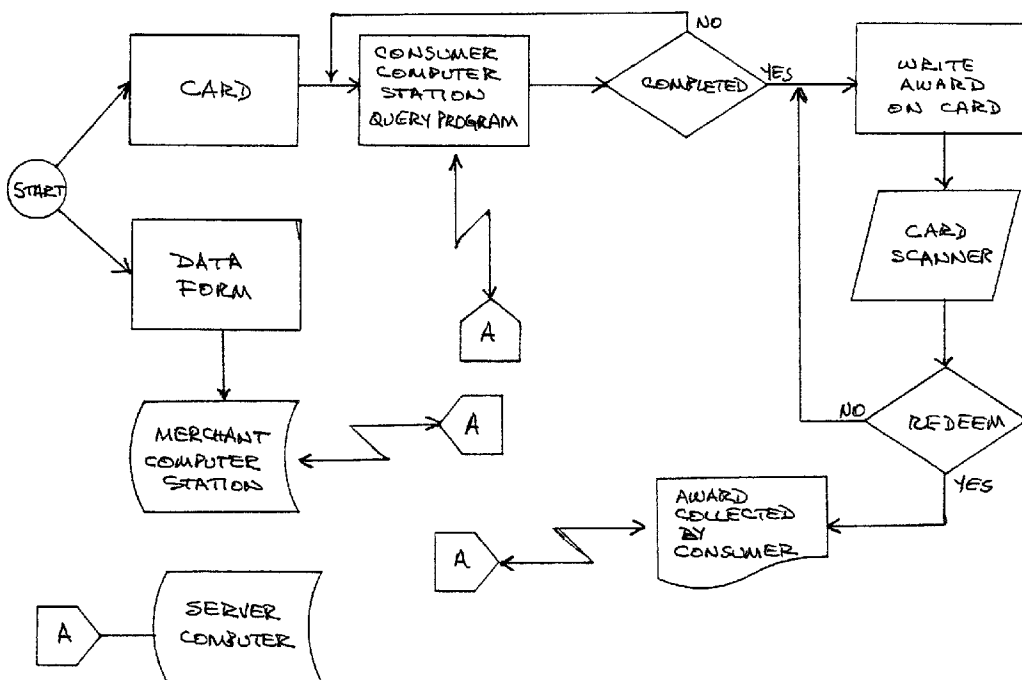 START
CARD
CONSUMER
COMPUTER
STATION
QUERY PROGRAM
NO
COMPLETED
YES
WRITE
AWARD
ON CARD
CARD
SCANNER
DATA
FORM
A
MERCHANT
COMPUTER
STATION
A
NO
REDEEM
YES
AWARD
COLLECTED
BY
CONSUMER
A
A
SERVER
COMPUTER